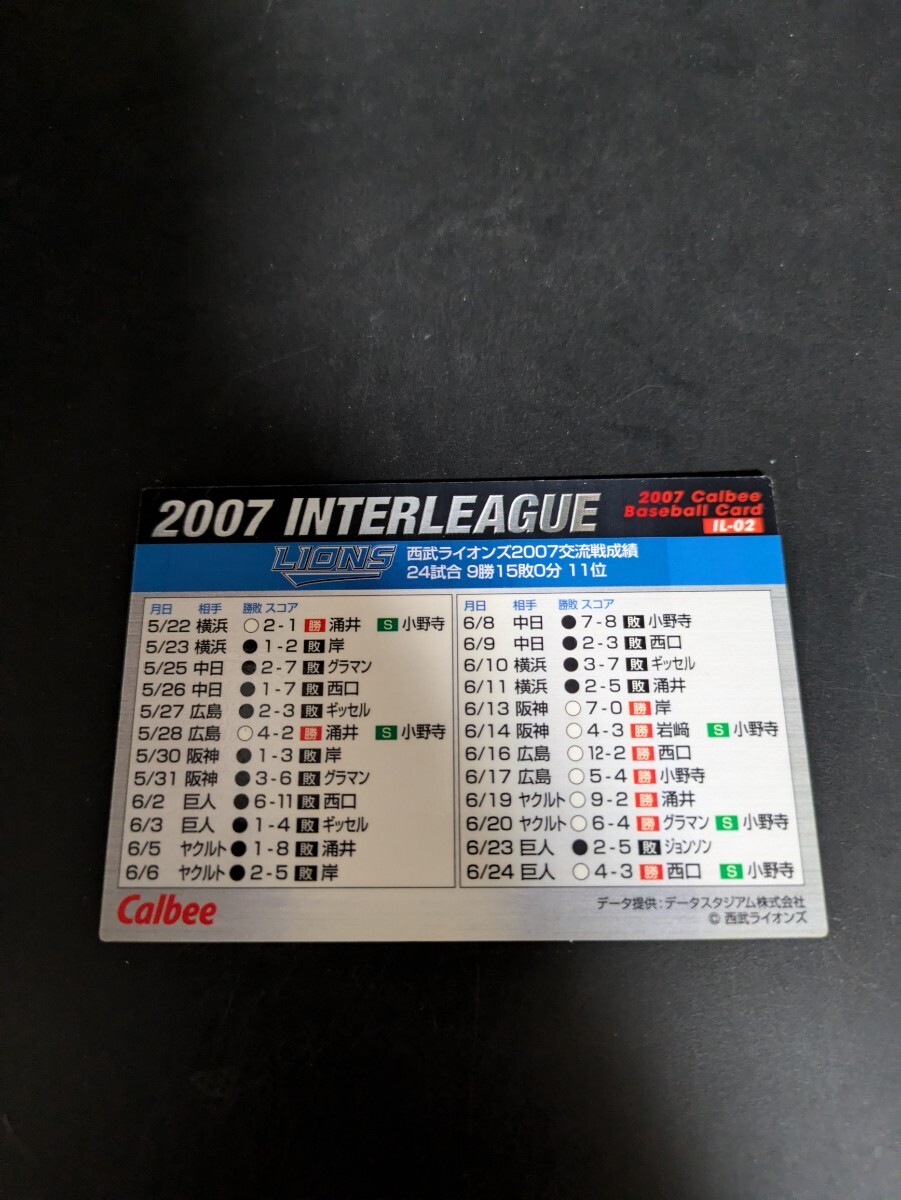 2007 INTERLEAGUE
2007 Calbee
Baseball Card
IL-02
LIONS
西武ライオンズ2007交流戦成績
24試合 9勝15敗0分 11位
月日 相手 勝敗 スコア
5/22 横浜 ○ 2-1 勝 涌井 S 小野寺
5/23 横浜 ● 1-2 敗 岸
5/25 中日 ● 2-7 敗 グラマン
5/26 中日 ● 1-7 敗 西口
5/27 広島 ● 2-3 敗 ギッセル
5/28 広島 ○ 4-2 勝 涌井 S 小野寺
5/30 阪神 ● 1-3 敗 岸
5/31 阪神 ● 3-6 敗 グラマン
6/2 巨人 ● 6-11 敗 西口
6/3 巨人 ● 1-4 敗 ギッセル
6/5 ヤクルト ● 1-8 敗 涌井
6/6 ヤクルト ● 2-5 敗 岸
月日 相手 勝敗 スコア
6/8 中日 ● 7-8 敗 小野寺
6/9 中日 ● 2-3 敗 西口
6/10 横浜 ● 3-7 敗 ギッセル
6/11 横浜 ● 2-5 敗 涌井
6/13 阪神 ○ 7-0 勝 岸
6/14 阪神 ○ 4-3 勝 岩﨑 S 小野寺
6/16 広島 ○ 12-2 勝 西口
6/17 広島 ○ 5-4 勝 小野寺
6/19 ヤクルト ○ 9-2 勝 涌井
6/20 ヤクルト ○ 6-4 勝 グラマン S 小野寺
6/23 巨人 ● 2-5 敗 ジョンソン
6/24 巨人 ○ 4-3 勝 西口 S 小野寺
Calbee
データ提供:データスタジアム株式会社
© 西武ライオンズ